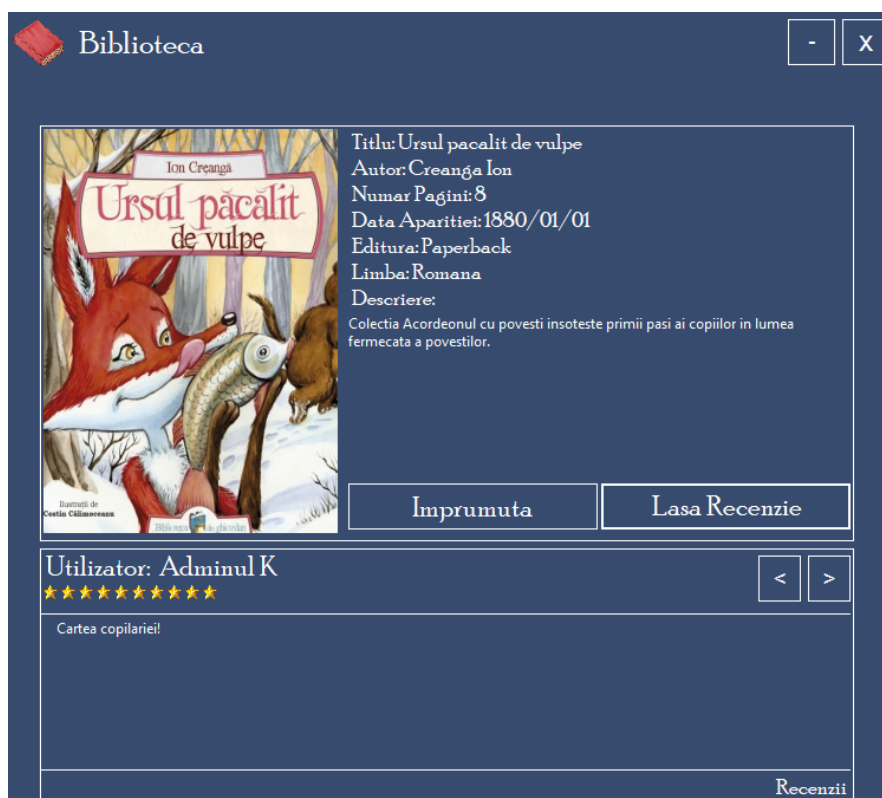 Biblioteca
-
X
Ion Creangă
Ursul păcălit
de vulpe
Ilustrații de
Costin Călimoceanu
Titlu: Ursul pacalit de vulpe
Autor: Creanga Ion
Numar Pagini: 8
Data Aparitiei: 1880/01/01
Editura: Paperback
Limba: Romana
Descriere:
Colectia Acordeonul cu povesti insoteste primii pasi ai copiilor in lumea
fermecata a povestilor.
Imprumuta
Lasa Recenzie
Utilizator: Adminul K
< >
Cartea copilariei!
Recenzii